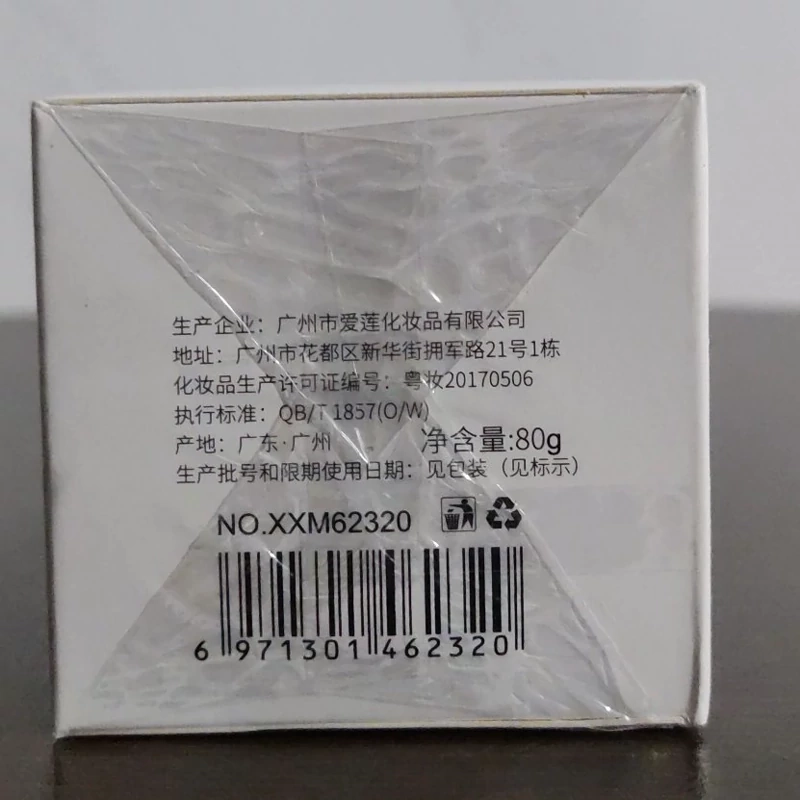 生产企业：广州市爱莲化妆品有限公司
地址：广州市花都区新华街拥军路21号1栋
化妆品生产许可证编号：粤妆20170506
执行标准：QB/T 1857(O/W)
产地：广东·广州 净含量:80g
生产批号和限期使用日期：见包装（见标示）
NO.XXM62320
6 971301 462320